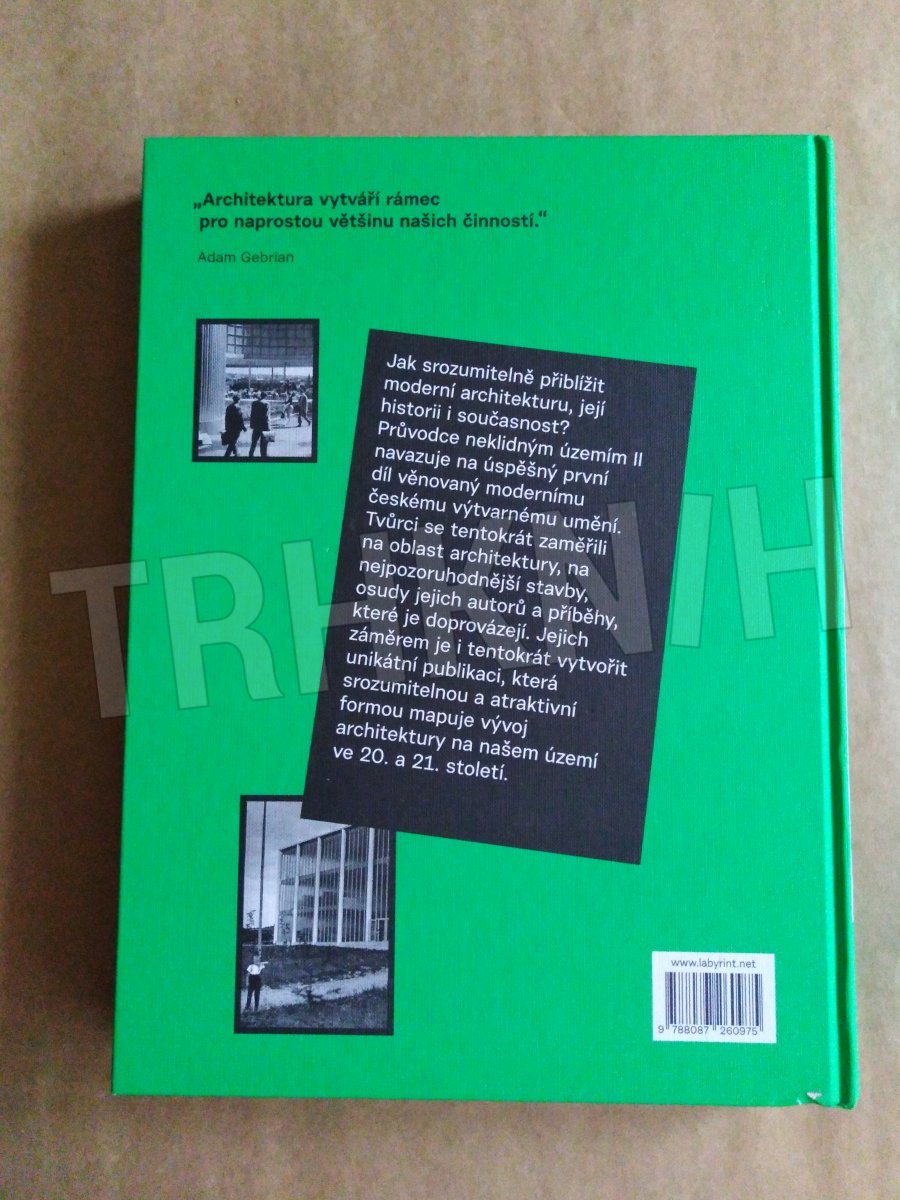 „Architektura vytváří rámec
pro naprostou většinu našich činností.“
Adam Gebrian
Jak srozumitelně přiblížit
moderní architekturu, její
historii i současnost?
Průvodce neklidným územím II
navazuje na úspěšný první
díl věnovaný modernímu
českému výtvarnému umění.
Tvůrci se tentokrát zaměřili
na oblast architektury, na
nejpozoruhodnější stavby,
osudy jejich autorů a příběhy,
které je doprovázejí. Jejich
záměrem je i tentokrát vytvořit
unikátní publikaci, která
srozumitelnou a atraktivní
formou mapuje vývoj
architektury na našem území
ve 20. a 21. století.
TRHKNIH
www.labyrint.net
9 788087 260975